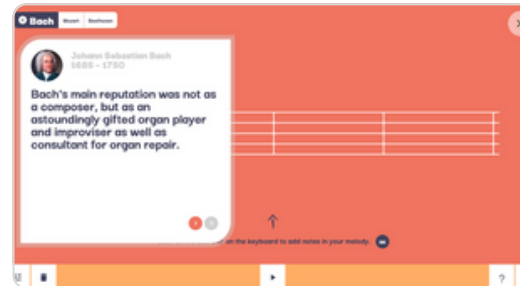 Bach Mozart Beethoven
Johann Sebastian Bach
1685 - 1750
Bach's main reputation was not as
a composer, but as an
astoundingly gifted organ player
and improviser as well as
consultant for organ repair.
on the keyboard to add notes in your melody.
?